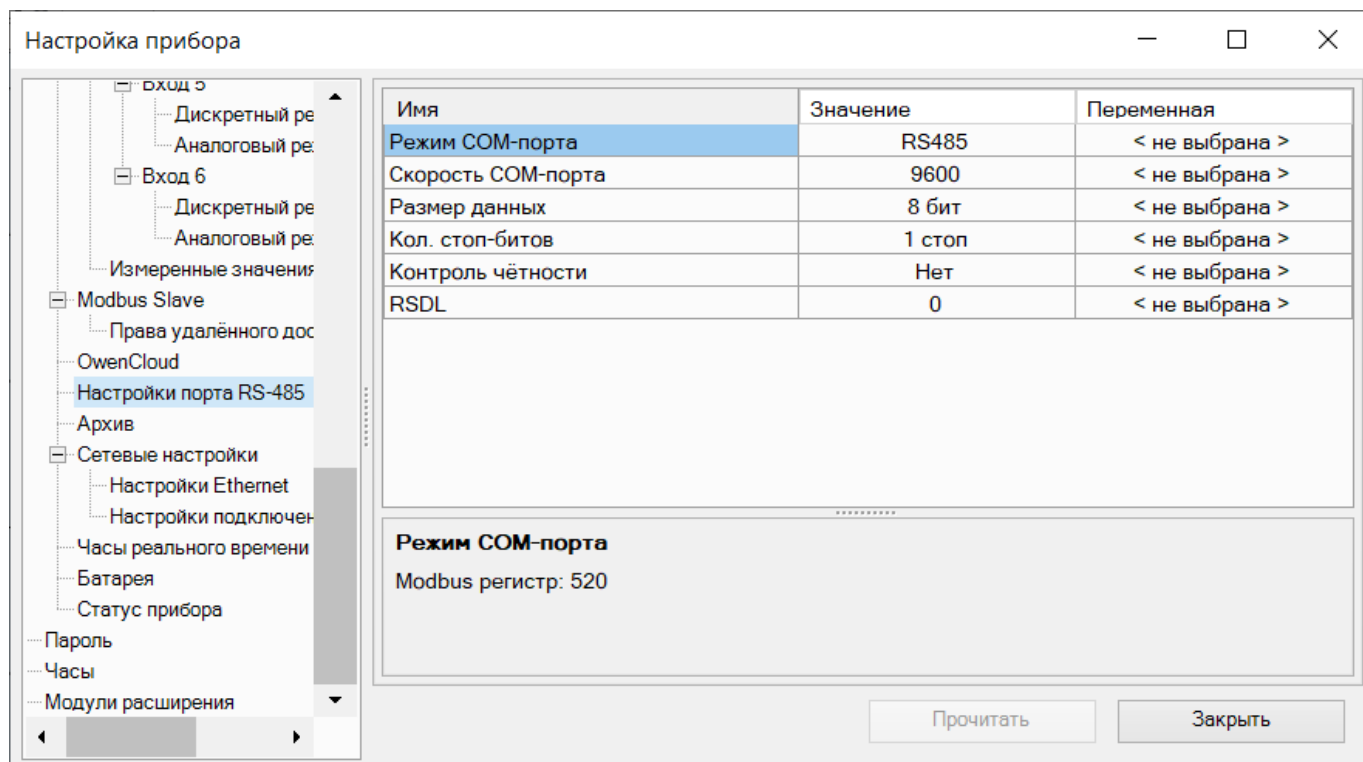 Настройка прибора
Вход 5
Дискретный ре
Аналоговый ре
Вход 6
Дискретный ре
Аналоговый ре
Измеренные значения
Modbus Slave
Права удалённого дос
OwenCloud
Настройки порта RS-485
Архив
Сетевые настройки
Настройки Ethernet
Настройки подключен
Часы реального времени
Батарея
Статус прибора
Пароль
Часы
Модули расширения
Имя Значение Переменная
Режим COM-порта RS485 < не выбрана >
Скорость COM-порта 9600 < не выбрана >
Размер данных 8 бит < не выбрана >
Кол. стоп-битов 1 стоп < не выбрана >
Контроль чётности Нет < не выбрана >
RSDL 0 < не выбрана >
Режим COM-порта
Modbus регистр: 520
Прочитать Закрыть